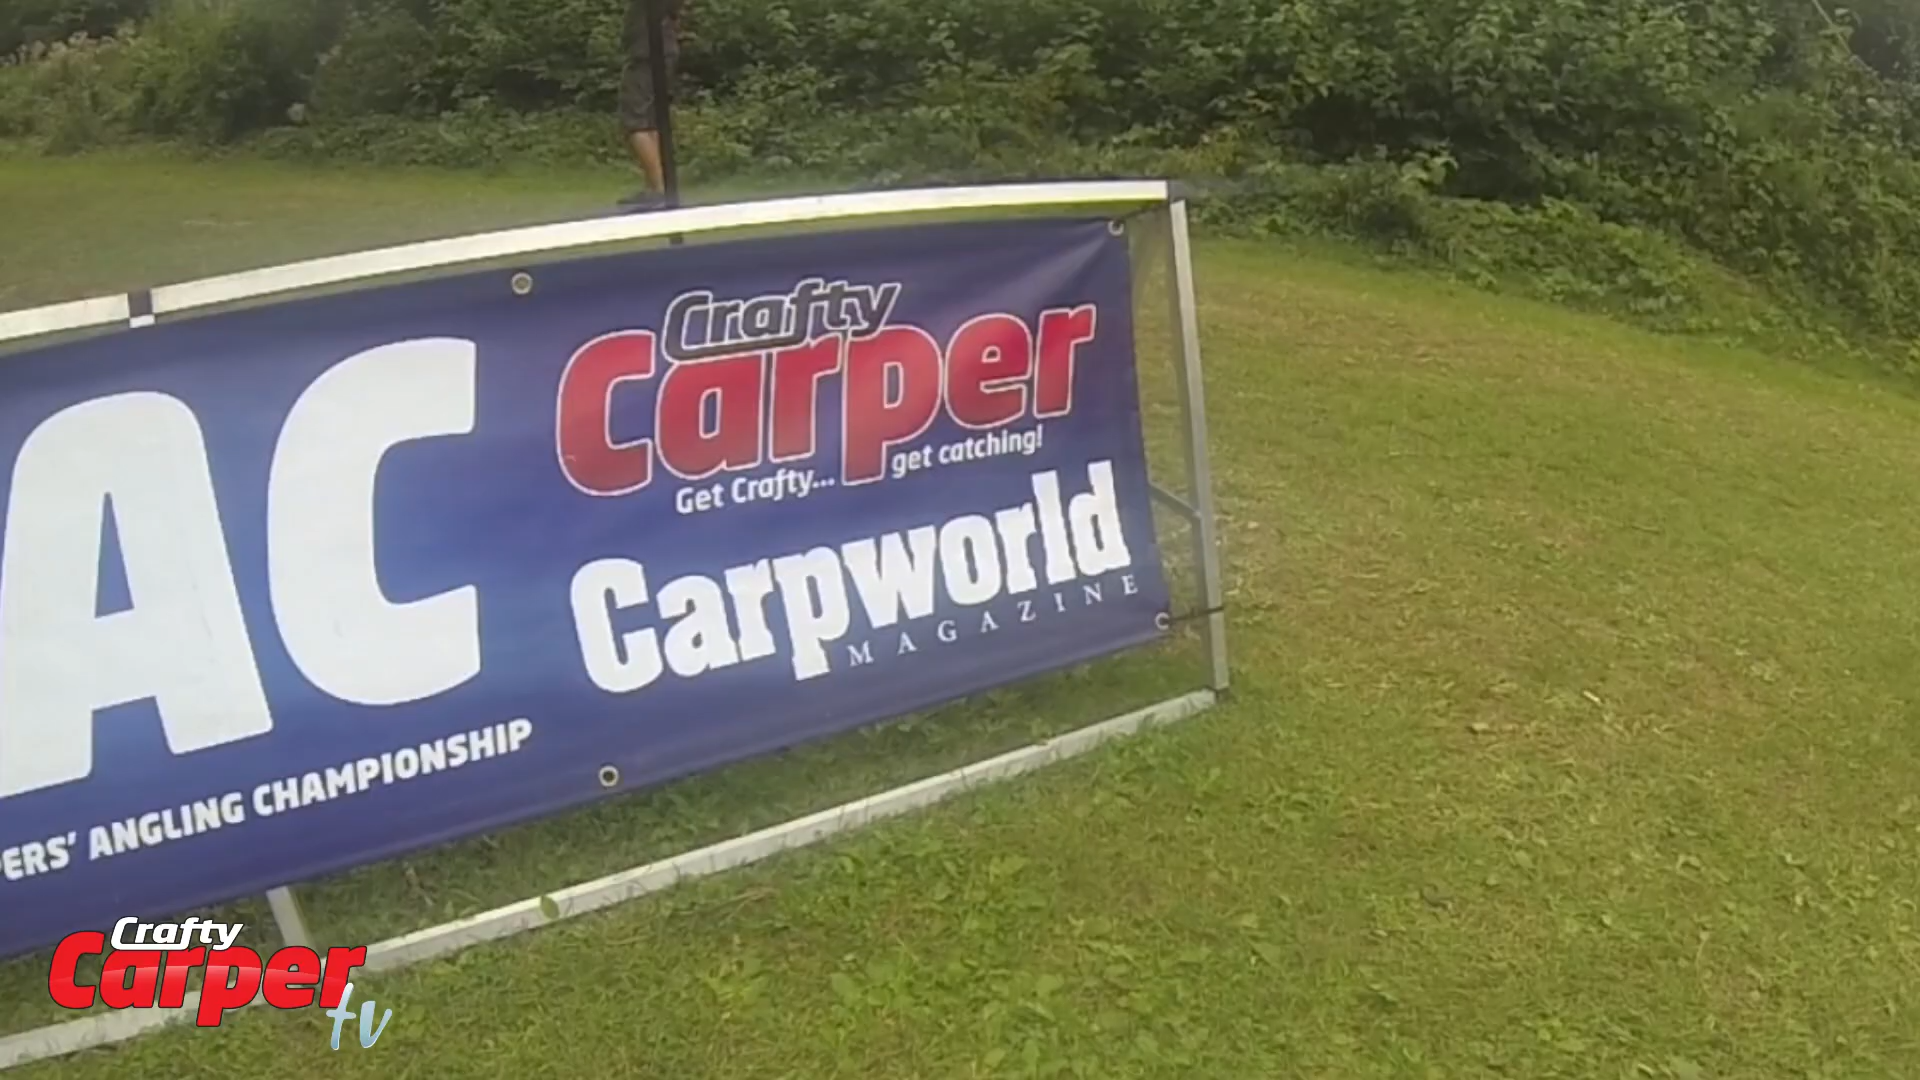 AC
PERS' ANGLING CHAMPIONSHIP
Crafty
Carper
Get Crafty... get catching!
Carpworld
MAGAZINE
Crafty
Carper
tv